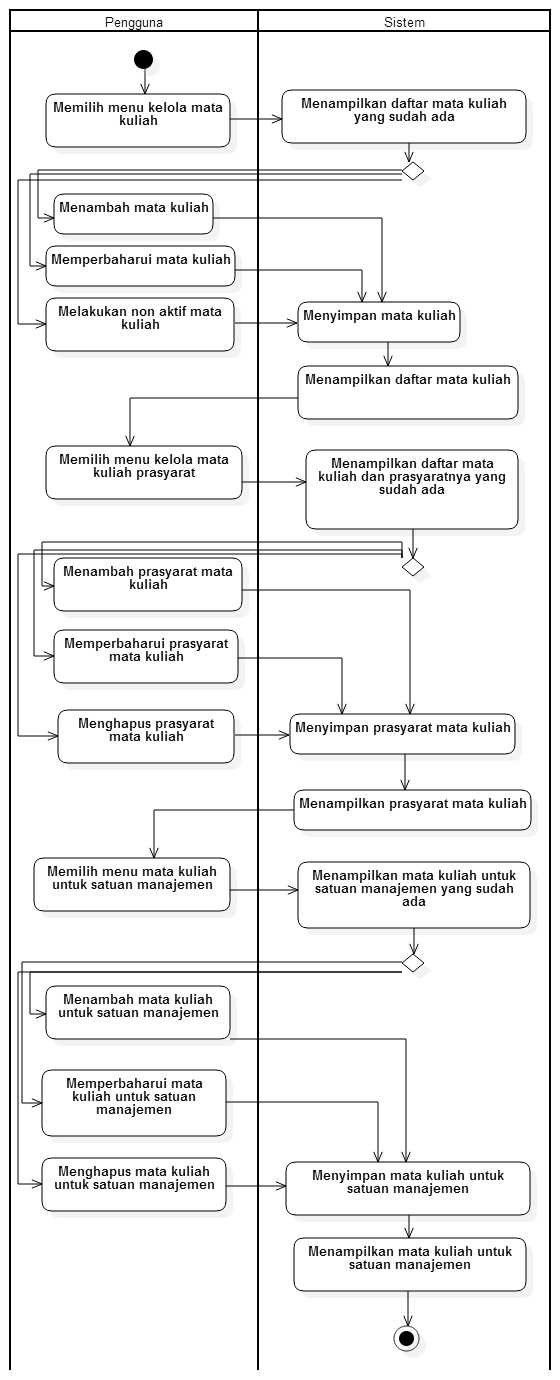 Pengguna
Sistem
Memilih menu kelola mata
kuliah
Menampilkan daftar mata kuliah
yang sudah ada
Menambah mata kuliah
Memperbaharui mata kuliah
Melakukan non aktif mata
kuliah
Menyimpan mata kuliah
Menampilkan daftar mata kuliah
Memilih menu kelola mata
kuliah prasyarat
Menampilkan daftar mata
kuliah dan prasyaratnya yang
sudah ada
Menambah prasyarat mata
kuliah
Memperbaharui prasyarat
mata kuliah
Menghapus prasyarat
mata kuliah
Menyimpan prasyarat mata kuliah
Menampilkan prasyarat mata kuliah
Memilih menu mata kuliah
untuk satuan manajemen
Menampilkan mata kuliah untuk
satuan manajemen yang sudah
ada
Menambah mata kuliah
untuk satuan manajemen
Memperbaharui mata
kuliah untuk satuan
manajemen
Menghapus mata kuliah
untuk satuan manajemen
Menyimpan mata kuliah untuk
satuan manajemen
Menampilkan mata kuliah untuk
satuan manajemen